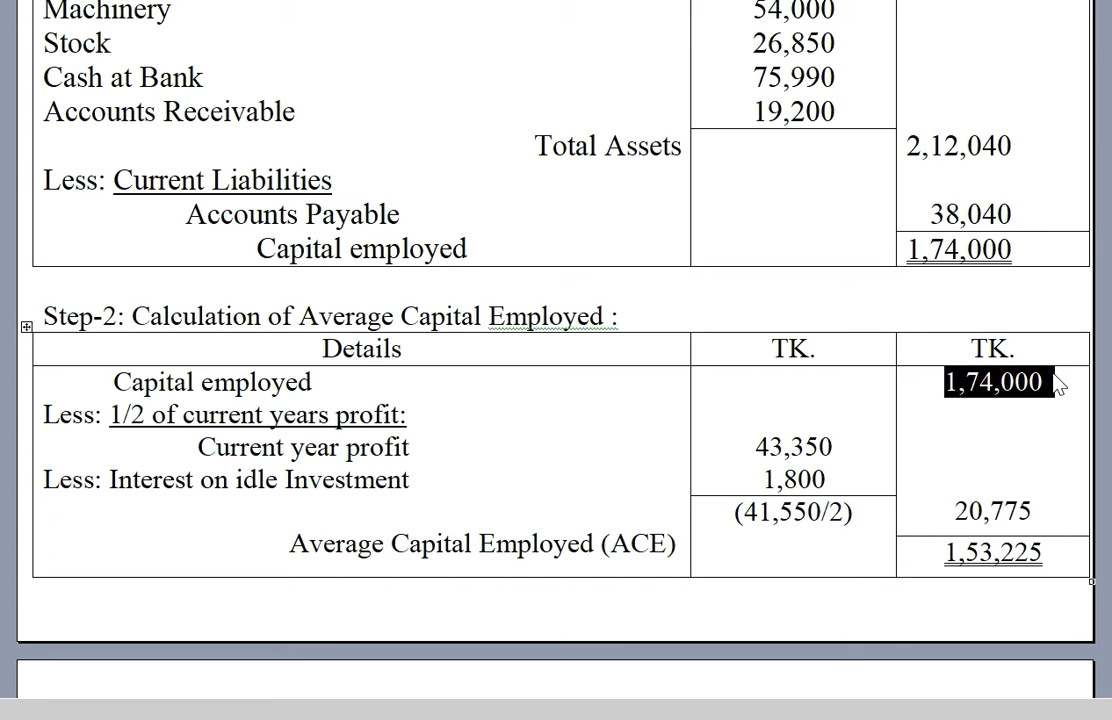 Machinery 54,000
Stock 26,850
Cash at Bank 75,990
Accounts Receivable 19,200
Total Assets 2,12,040
Less: Current Liabilities
Accounts Payable 38,040
Capital employed 1,74,000
Step-2: Calculation of Average Capital Employed :
Details TK. TK.
Capital employed 1,74,000
Less: 1/2 of current years profit:
Current year profit 43,350
Less: Interest on idle Investment 1,800
(41,550/2) 20,775
Average Capital Employed (ACE) 1,53,225